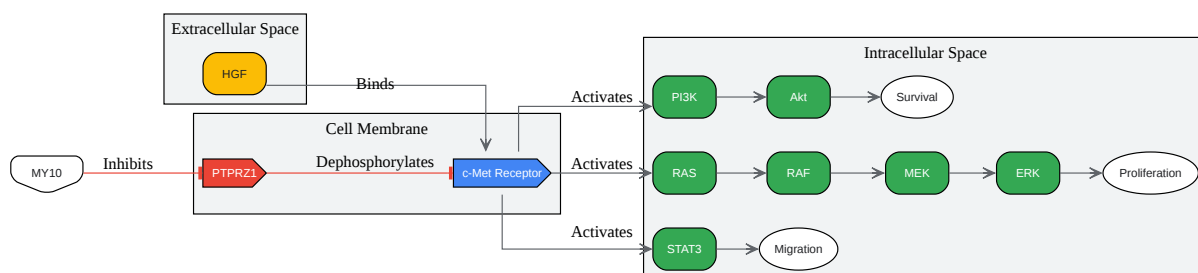 Extracellular Space
HGF
Binds
Cell Membrane
MY10
Inhibits
PTPRZ1
Dephosphorylates
c-Met Receptor
Activates
Activates
Activates
Intracellular Space
PI3K
Akt
Survival
RAS
RAF
MEK
ERK
Proliferation
STAT3
Migration